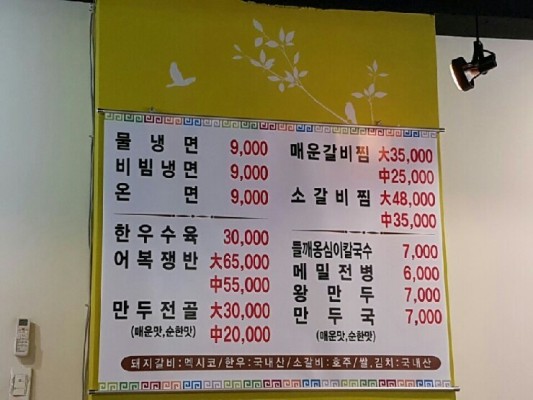 물냉면 9,000
비빔냉면 9,000
온면 9,000
한우수육 30,000
어복쟁반 大65,000
中55,000
만두전골 大30,000
(매운맛,순한맛) 中20,000
매운갈비찜 大35,000
中25,000
소갈비찜 大48,000
中35,000
들깨옹심이칼국수 7,000
메밀전병 6,000
왕만두 7,000
만두국 7,000
(매운맛,순한맛)
돼지갈비:멕시코/한우:국내산/소갈비:호주/쌀,김치:국내산